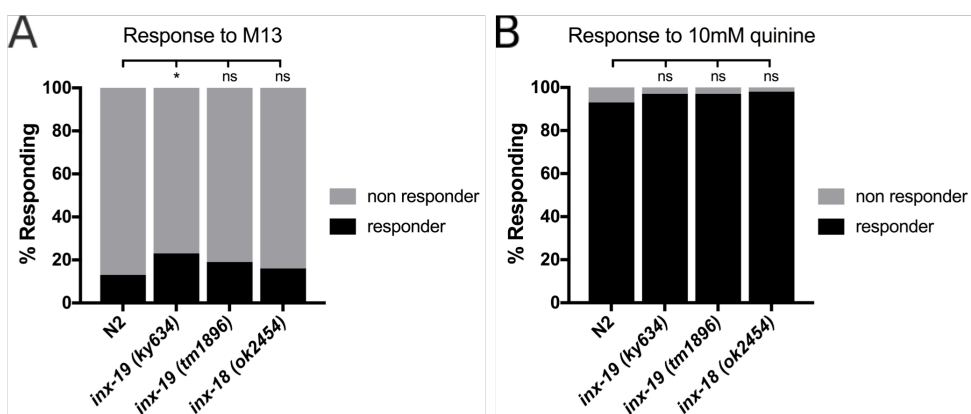 A
Response to M13
* ns ns
100
80
60
40
20
0
% Responding
non responder
responder
N2
inx-19 (ky634)
inx-19 (tm1896)
inx-18 (ok2454)
B
Response to 10mM quinine
ns ns ns
100
80
60
40
20
0
% Responding
non responder
responder
N2
inx-19 (ky634)
inx-19 (tm1896)
inx-18 (ok2454)